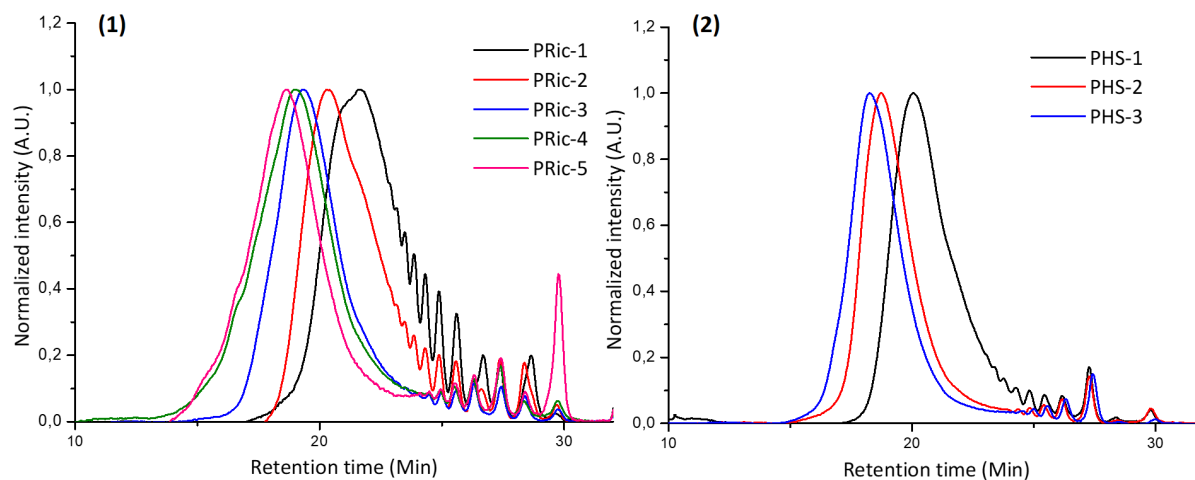 (1)
PRic-1
PRic-2
PRic-3
PRic-4
PRic-5
1,2
1,0
0,8
0,6
0,4
0,2
0,0
Normalized intensity (A.U.)
10
20
30
Retention time (Min)
(2)
PHS-1
PHS-2
PHS-3
1,2
1,0
0,8
0,6
0,4
0,2
0,0
Normalized intensity (A.U.)
10
20
30
Retention time (Min)